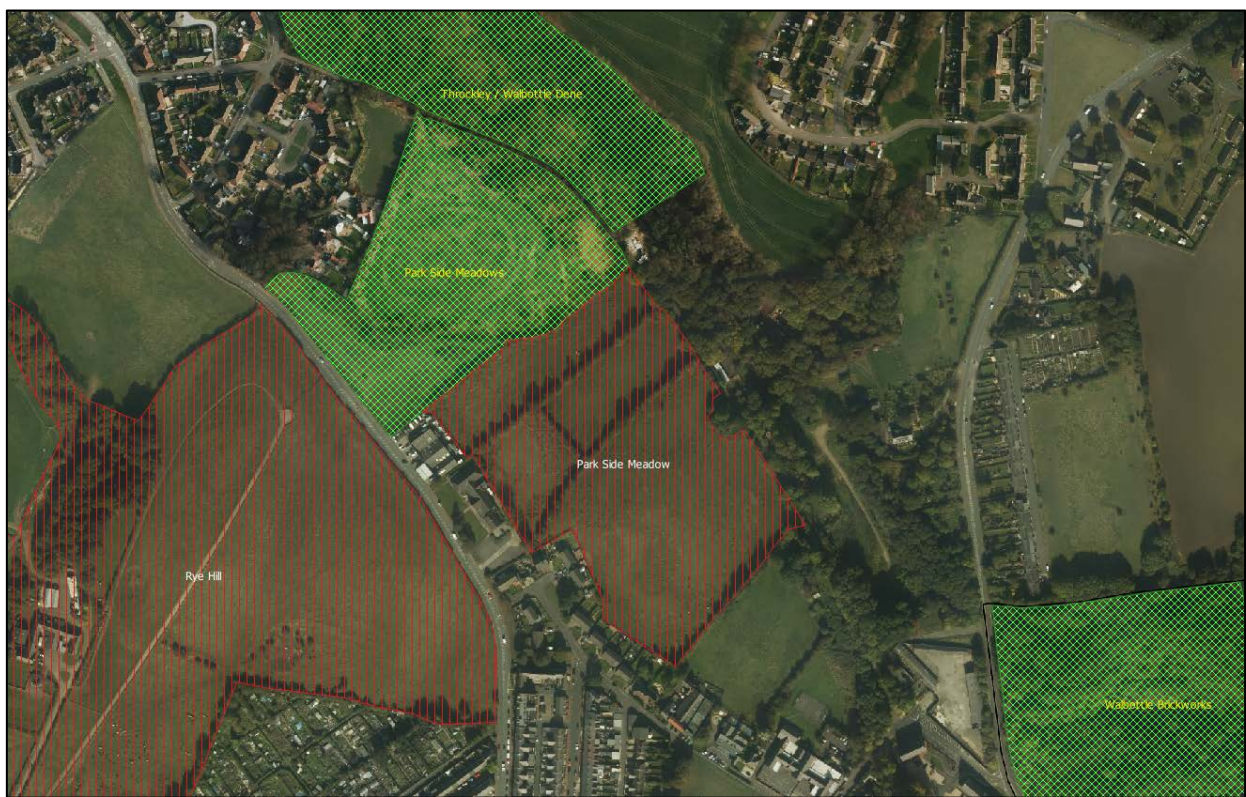 Throckley / Walbottle Dene
Park Side Meadows
Park Side Meadow
Rye Hill
Walbottle Brickworks